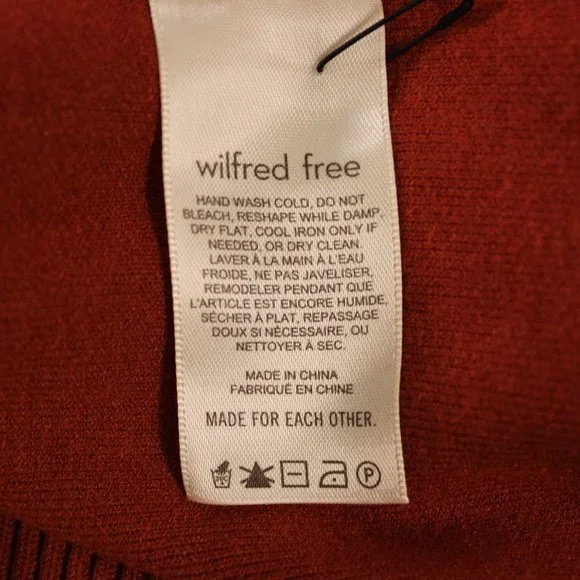 wilfred free
HAND WASH COLD, DO NOT
BLEACH, RESHAPE WHILE DAMP,
DRY FLAT, COOL IRON ONLY IF
NEEDED, OR DRY CLEAN.
LAVER À LA MAIN À L'EAU
FROIDE, NE PAS JAVELISER,
REMODELER PENDANT QUE
L'ARTICLE EST ENCORE HUMIDE,
SÉCHER À PLAT, REPASSAGE
DOUX SI NÉCESSAIRE, OU
NETTOYER À SEC.
MADE IN CHINA
FABRIQUÉ EN CHINE
MADE FOR EACH OTHER.
P